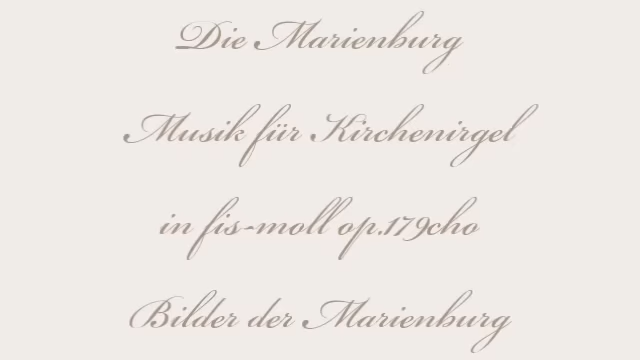 Die Marienburg
Musik für Kirchenirgel
in fis-moll op.179cho
Bilder der Marienburg